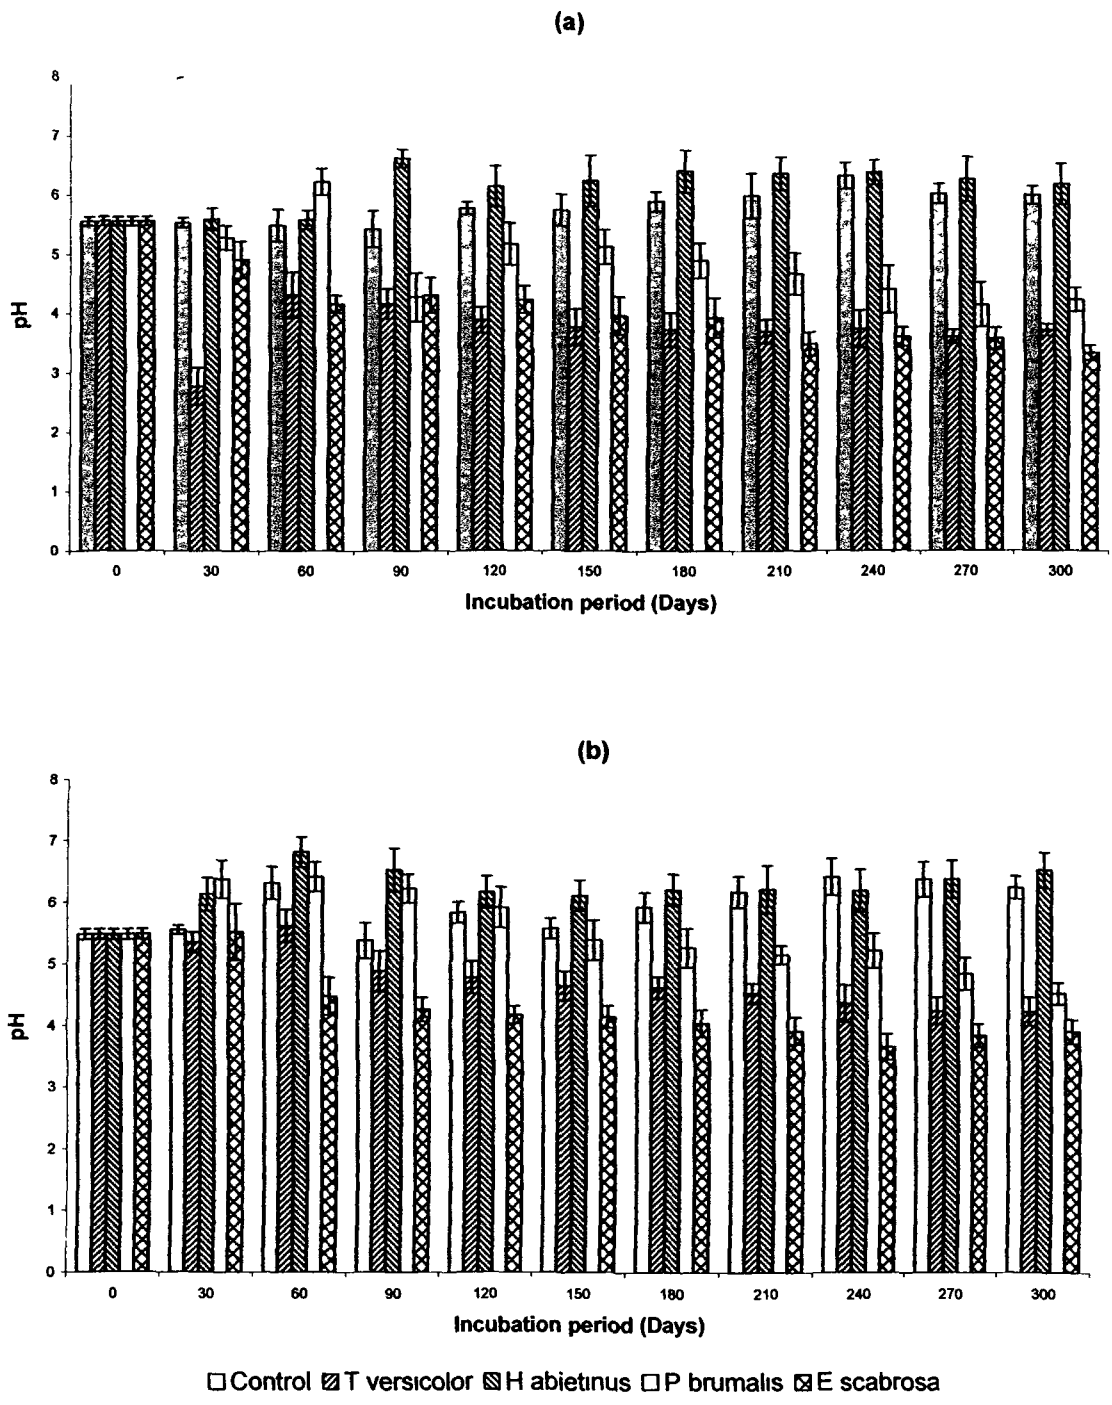 (a)
8
7
6
5
4
3
2
1
0
pH
0 30 60 90 120 150 180 210 240 270 300
Incubation period (Days)
(b)
8
7
6
5
4
3
2
1
0
pH
0 30 60 90 120 150 180 210 240 270 300
Incubation period (Days)
Control T versicolor H abietinus P brumalis E scabrosa